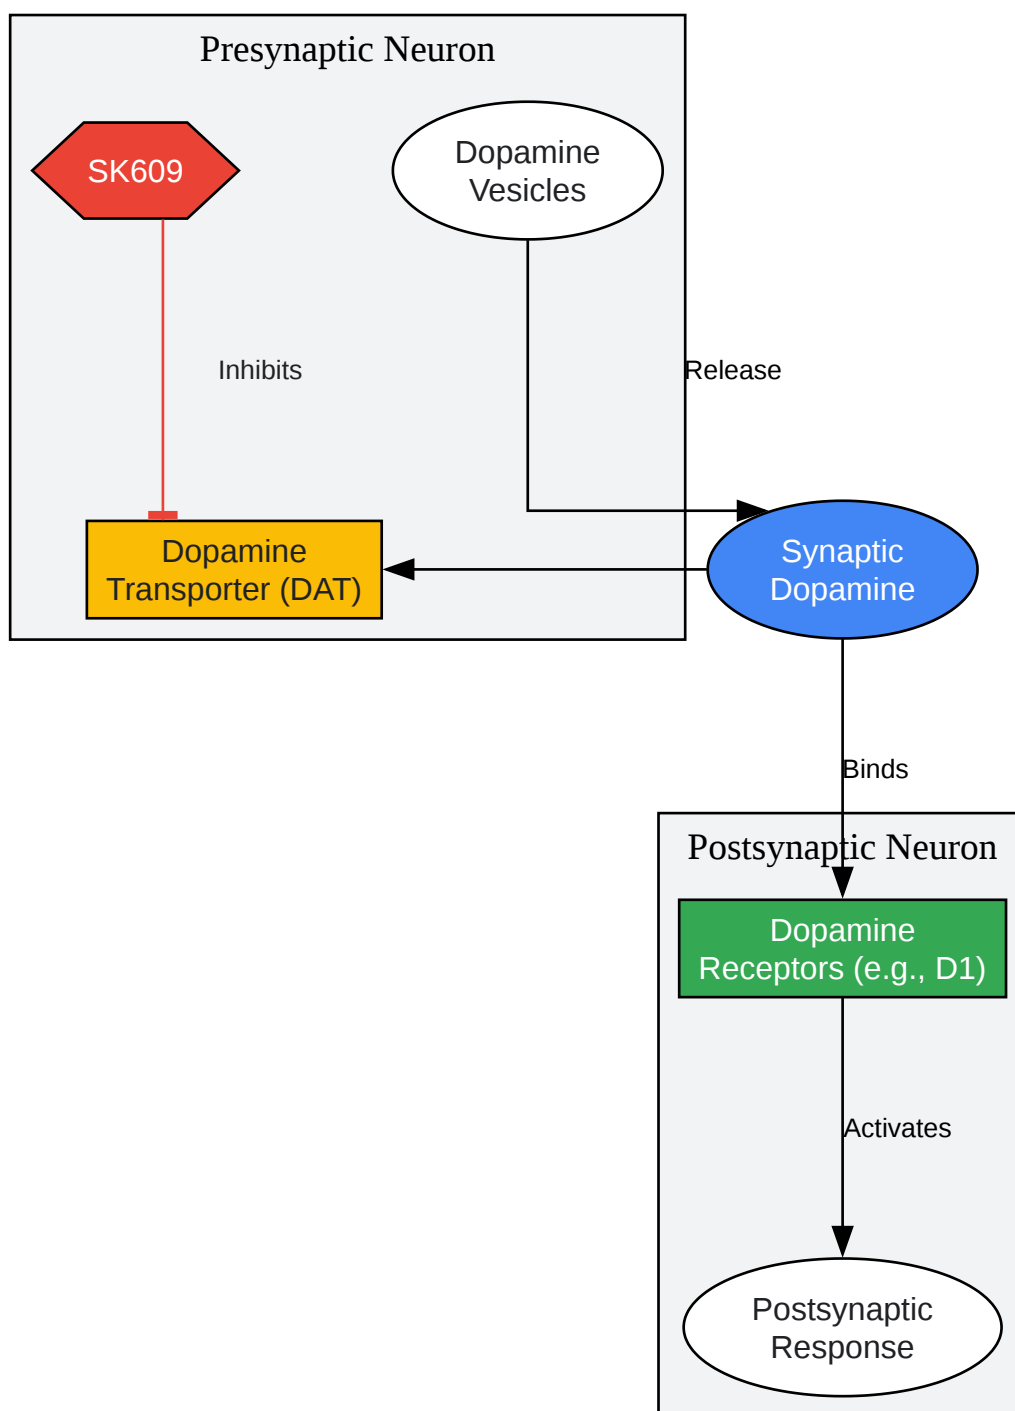 Presynaptic Neuron
SK609
Dopamine
Vesicles
Inhibits
Release
Dopamine
Transporter (DAT)
Synaptic
Dopamine
Binds
Postsynaptic Neuron
Dopamine
Receptors (e.g., D1)
Activates
Postsynaptic
Response